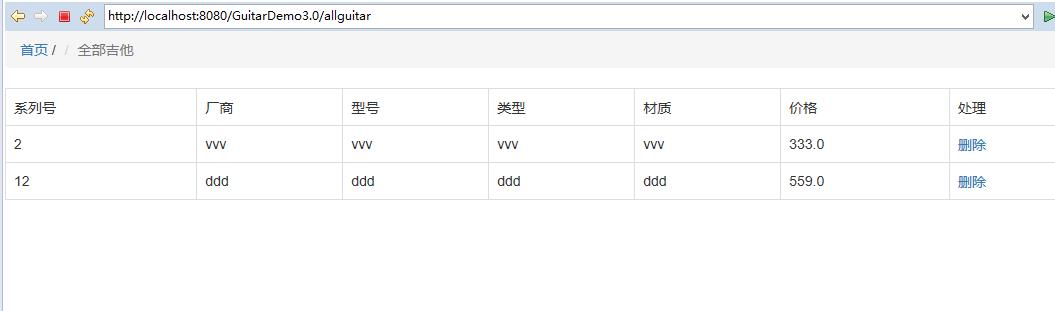 http://localhost:8080/GuitarDemo3.0/allguitar
首页 / / 全部吉他
系列号 厂商 型号 类型 材质 价格 处理
2 vvv vvv vvv vvv 333.0 删除
12 ddd ddd ddd ddd 559.0 删除